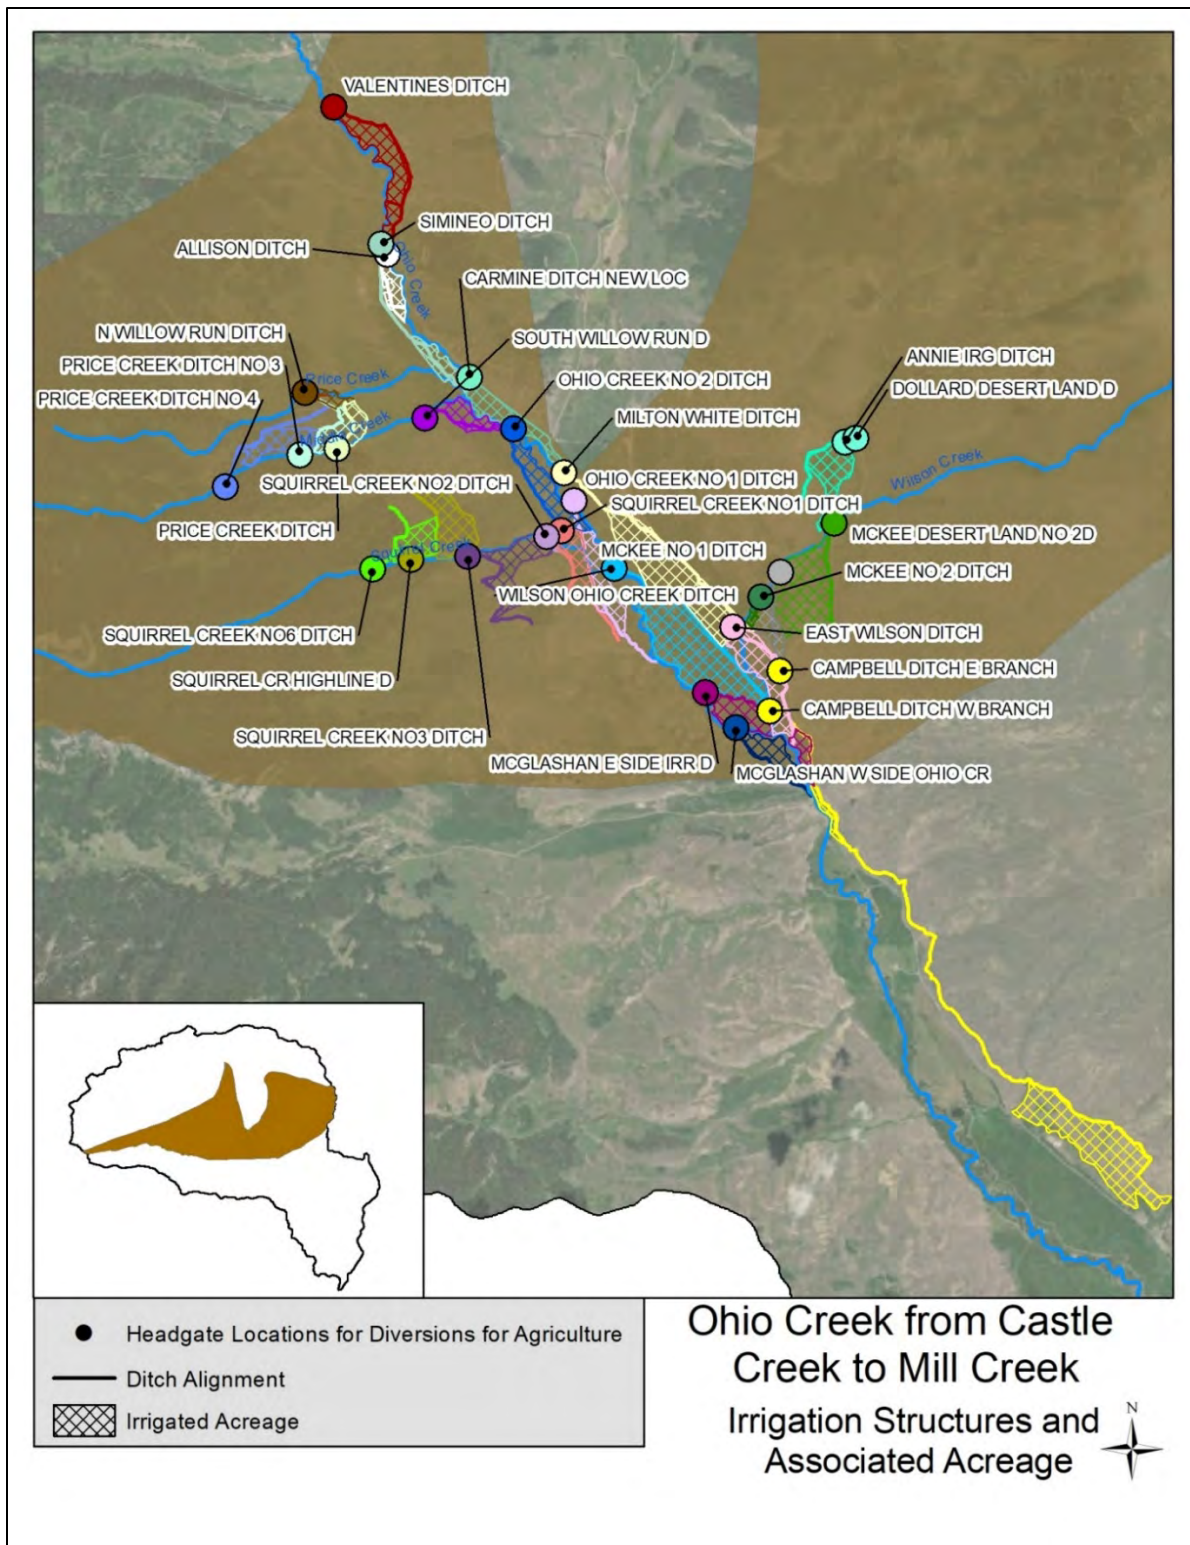 VALENTINES DITCH
SIMINEO DITCH
ALLISON DITCH
Ohio Creek
CARMINE DITCH NEW LOC
N WILLOW RUN DITCH
SOUTH WILLOW RUN D
PRICE CREEK DITCH NO 3
ANNIE IRG DITCH
Price Creek
OHIO CREEK NO 2 DITCH
DOLLARD DESERT LAND D
PRICE CREEK DITCH NO 4
MILTON WHITE DITCH
Middle Creek
Wilson Creek
SQUIRREL CREEK NO2 DITCH
OHIO CREEK NO 1 DITCH
SQUIRREL CREEK NO1 DITCH
PRICE CREEK DITCH
MCKEE DESERT LAND NO 2D
Squirrel Creek
MCKEE NO 1 DITCH
MCKEE NO 2 DITCH
WILSON OHIO CREEK DITCH
SQUIRREL CREEK NO6 DITCH
EAST WILSON DITCH
CAMPBELL DITCH E BRANCH
SQUIRREL CR HIGHLINE D
CAMPBELL DITCH W BRANCH
SQUIRREL CREEK NO3 DITCH
MCGLASHAN E SIDE IRR D
MCGLASHAN W SIDE OHIO CR
Headgate Locations for Diversions for Agriculture
Ditch Alignment
Irrigated Acreage
Ohio Creek from Castle
Creek to Mill Creek
Irrigation Structures and
Associated Acreage
N